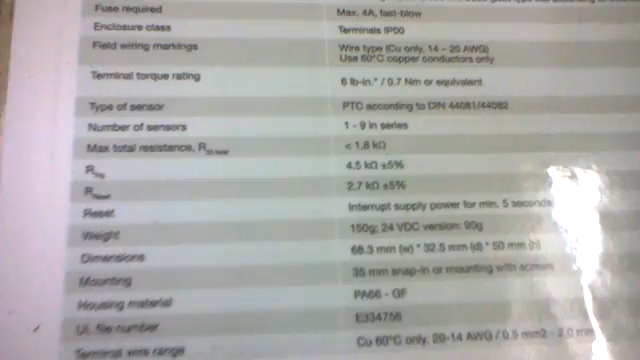 Fuse required Max. 4A, fast-blow
Enclosure class Terminals IP00
Field wiring markings Wire type (Cu only, 14 – 20 AWG)
Use 60°C copper conductors only
Terminal torque rating 6 lb-in." / 0.7 Nm or equivalent
Type of sensor PTC according to DIN 44081/44082
Number of sensors 1 - 9 in series
Max total resistance, R < 1.8 kΩ
R 4.5 kΩ ±5%
R 2.7 kΩ ±5%
Reset Interrupt supply power for min. 5 seconds
Weight 150g; 24 VDC version: 90g
Dimensions 68.3 mm (w) * 32.5 mm (d) * 50 mm (h)
Mounting 35 mm snap-in or mounting with screws
Housing material PA66 - GF
UL file number E334756
Terminal wire range Cu 60°C only, 20-14 AWG / 0.5 mm2 - 2.0